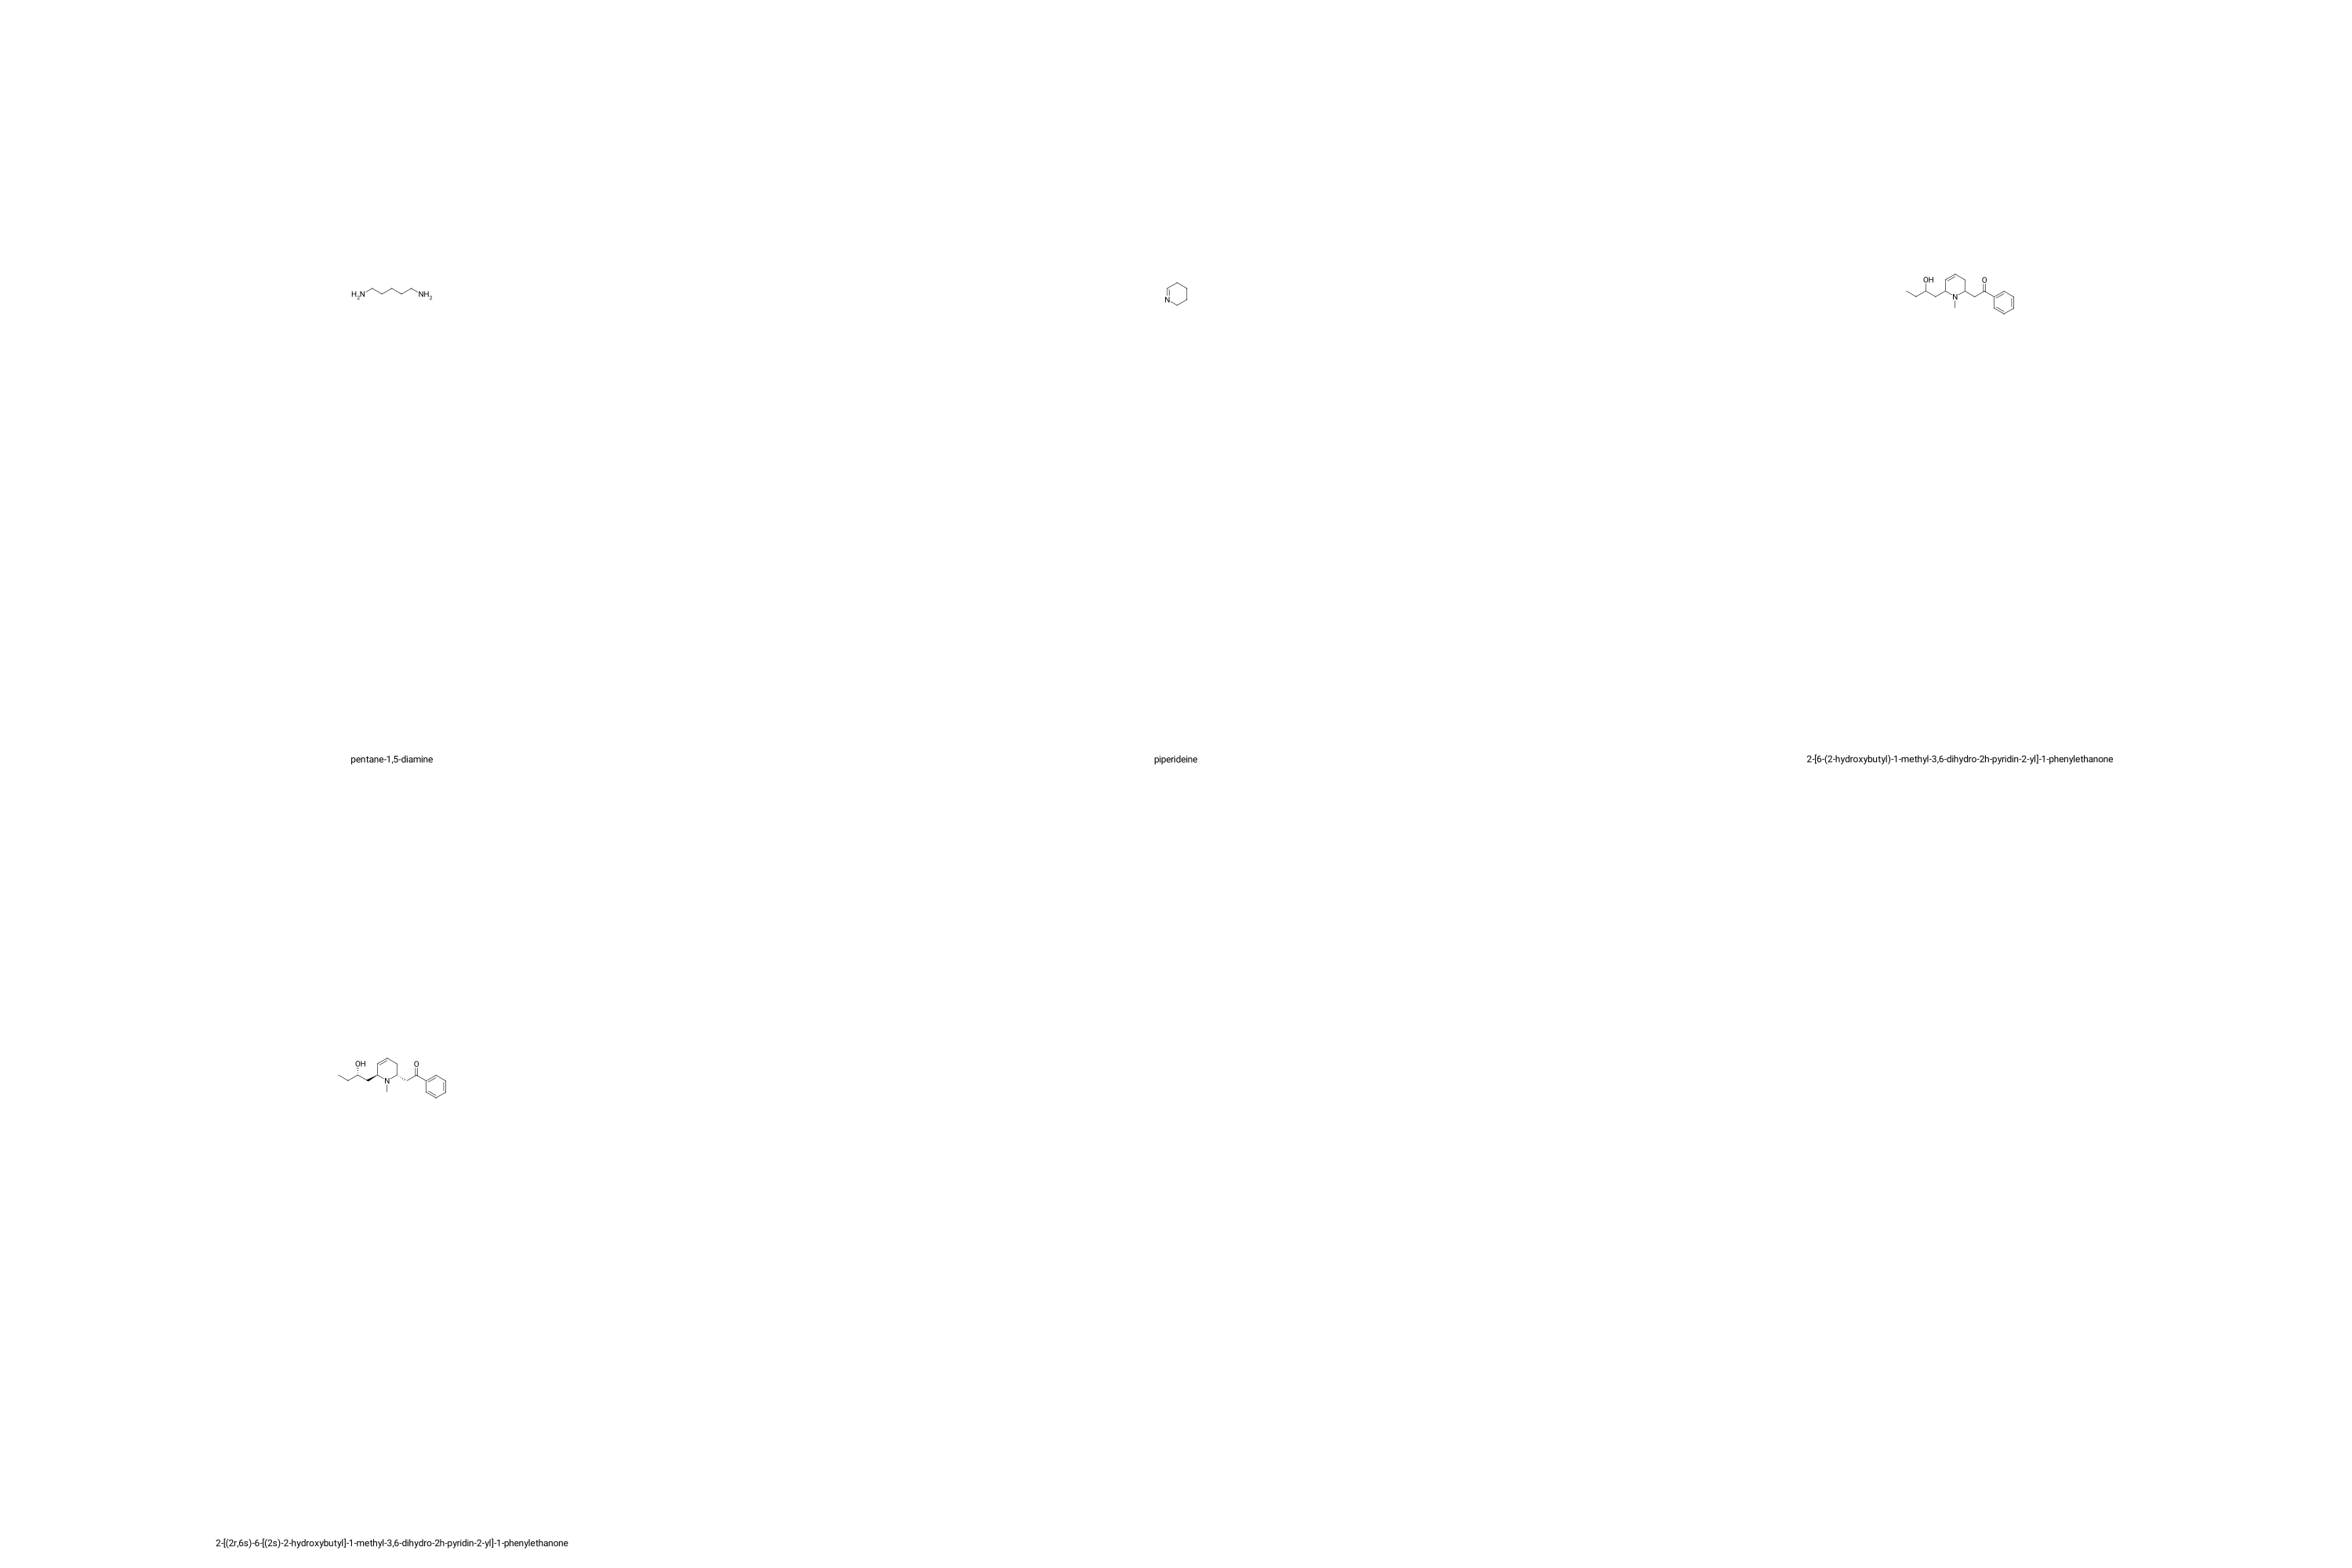 H2N NH2
N
OH N O
pentane-1,5-diamine
piperideine
2-[6-(2-hydroxybutyl)-1-methyl-3,6-dihydro-2h-pyridin-2-yl]-1-phenylethanone
OH N O
2-[(2r,6s)-6-[(2s)-2-hydroxybutyl]-1-methyl-3,6-dihydro-2h-pyridin-2-yl]-1-phenylethanone